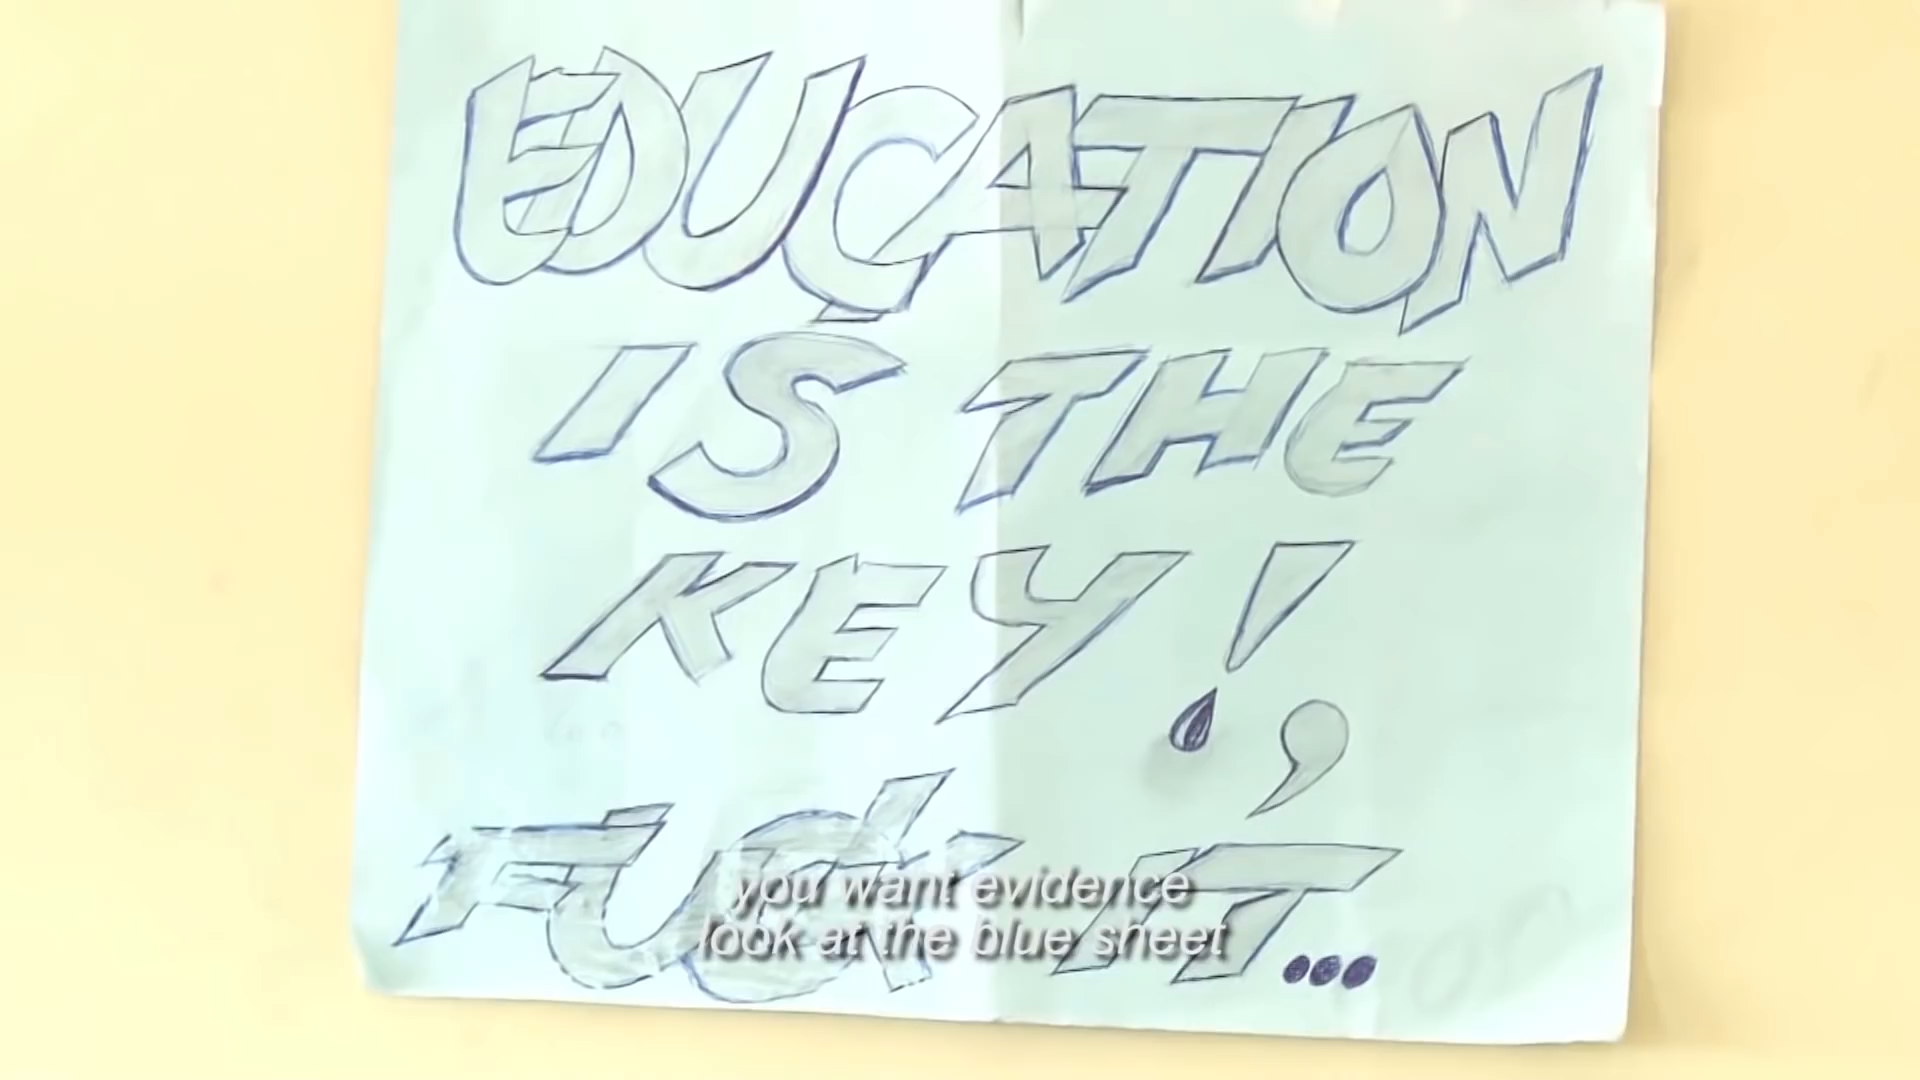 EDUCATION
IS THE
KEY!,
FUCK IT...
you want evidence
look at the blue sheet